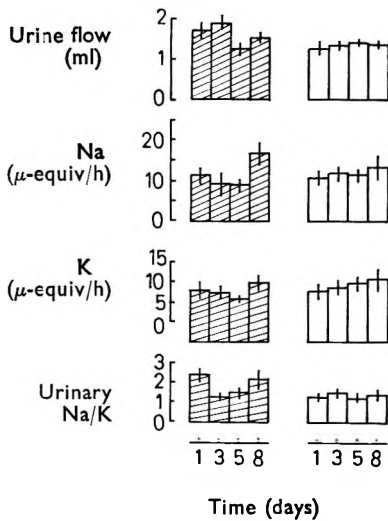 Urine flow
(ml)
2
1
0
Na
(μ-equiv/h)
20
10
0
K
(μ-equiv/h)
15
10
5
0
Urinary
Na/K
3
2
1
0
1 3 5 8
1 3 5 8
Time (days)